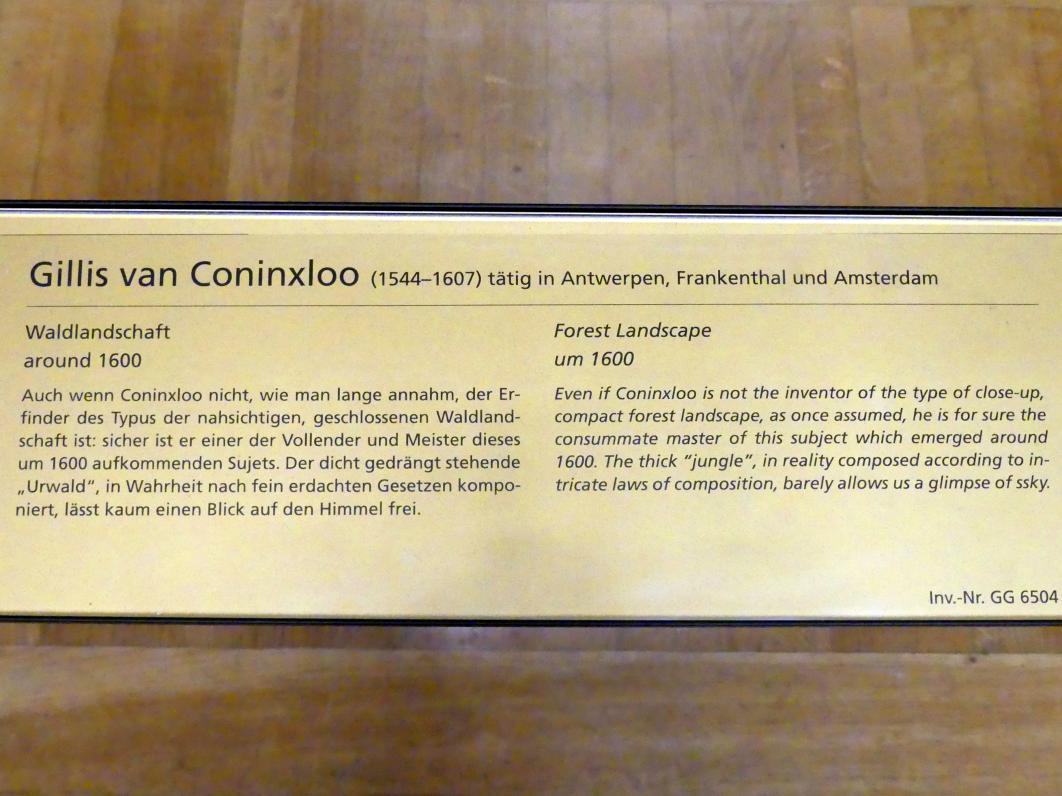 Gillis van Coninxloo (1544–1607) tätig in Antwerpen, Frankenthal und Amsterdam
Waldlandschaft
around 1600
Auch wenn Coninxloo nicht, wie man lange annahm, der Er-
finder des Typus der nahsichtigen, geschlossenen Waldland-
schaft ist: sicher ist er einer der Vollender und Meister dieses
um 1600 aufkommenden Sujets. Der dicht gedrängt stehende
„Urwald“, in Wahrheit nach fein erdachten Gesetzen kompo-
niert, lässt kaum einen Blick auf den Himmel frei.
Forest Landscape
um 1600
Even if Coninxloo is not the inventor of the type of close-up,
compact forest landscape, as once assumed, he is for sure the
consummate master of this subject which emerged around
1600. The thick “jungle”, in reality composed according to in-
tricate laws of composition, barely allows us a glimpse of ssky.
Inv.-Nr. GG 6504